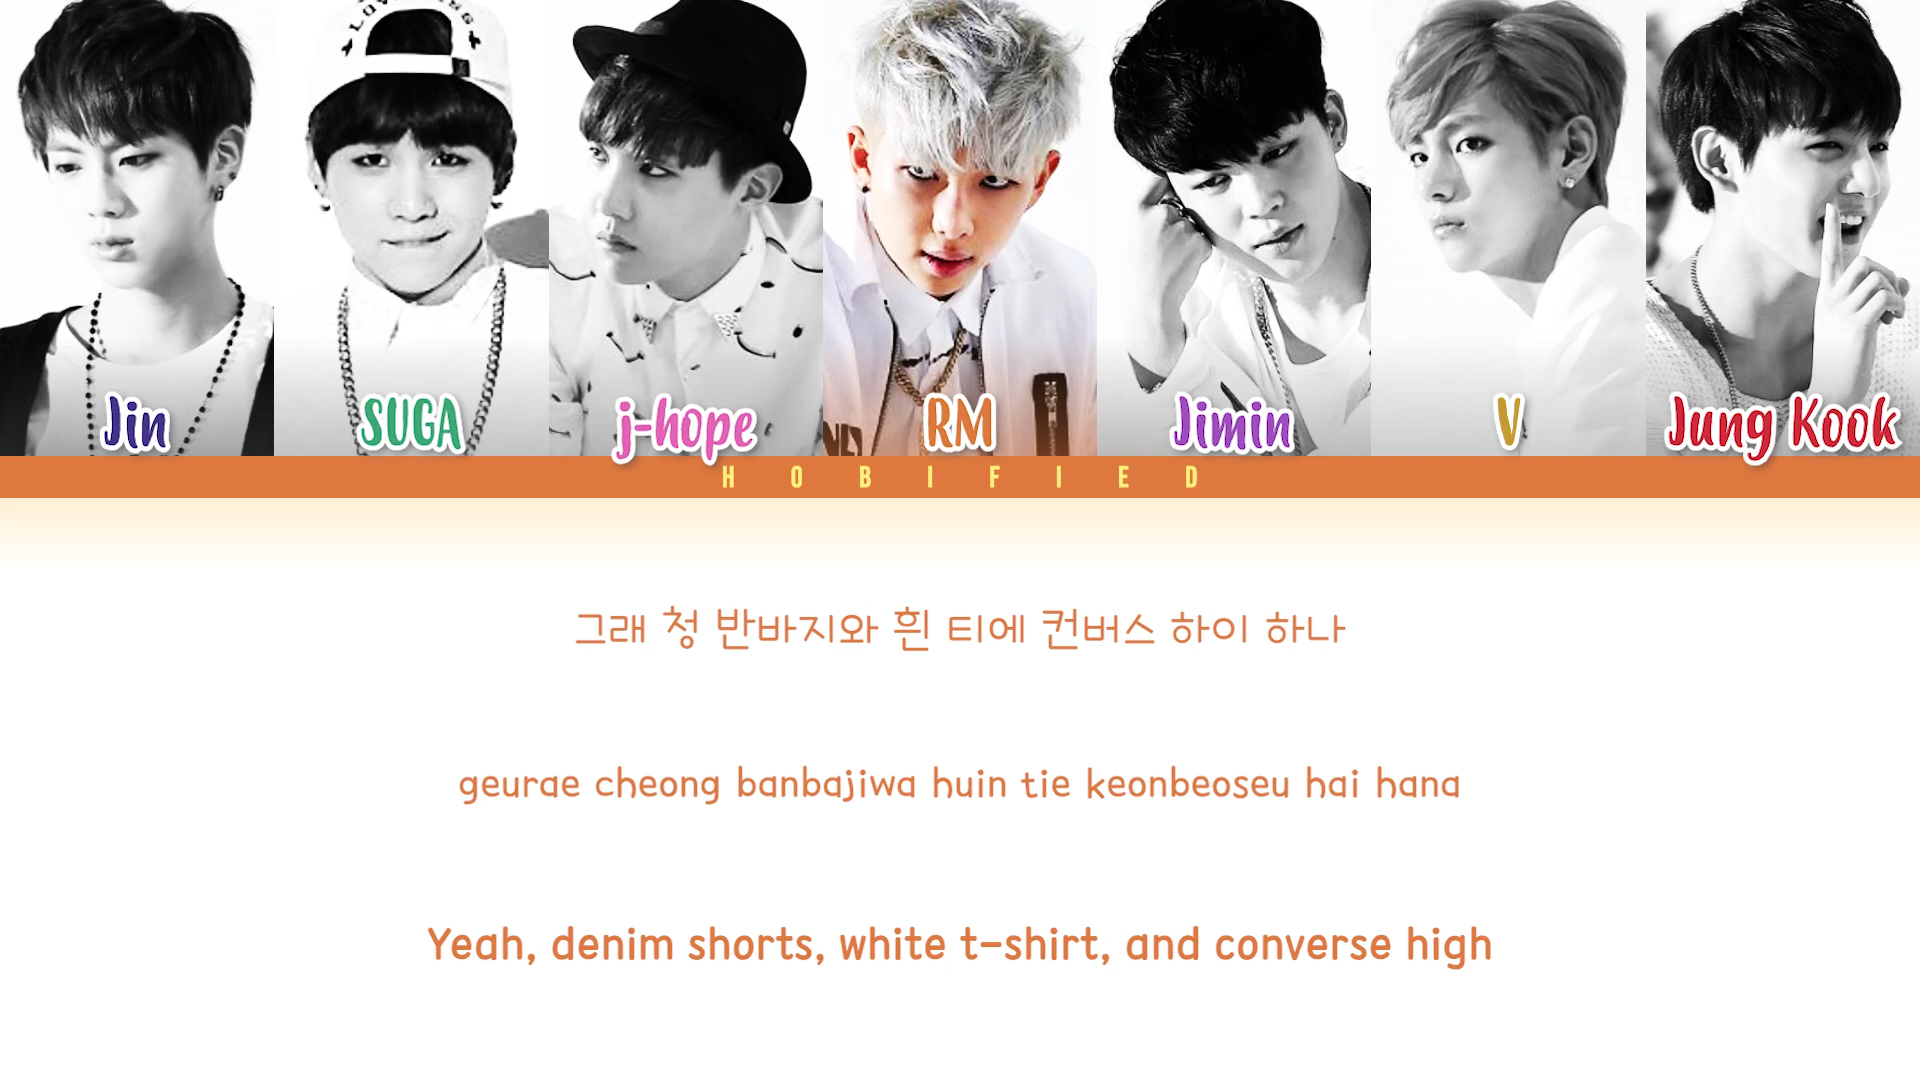 Jin
SUGA
j-hope
RM
Jimin
V
Jung Kook
HOBIFIED
그래 청 반바지와 흰 티에 컨버스 하이 하나
geurae cheong banbajiwa huin tie keonbeoseu hai hana
Yeah, denim shorts, white t-shirt, and converse high